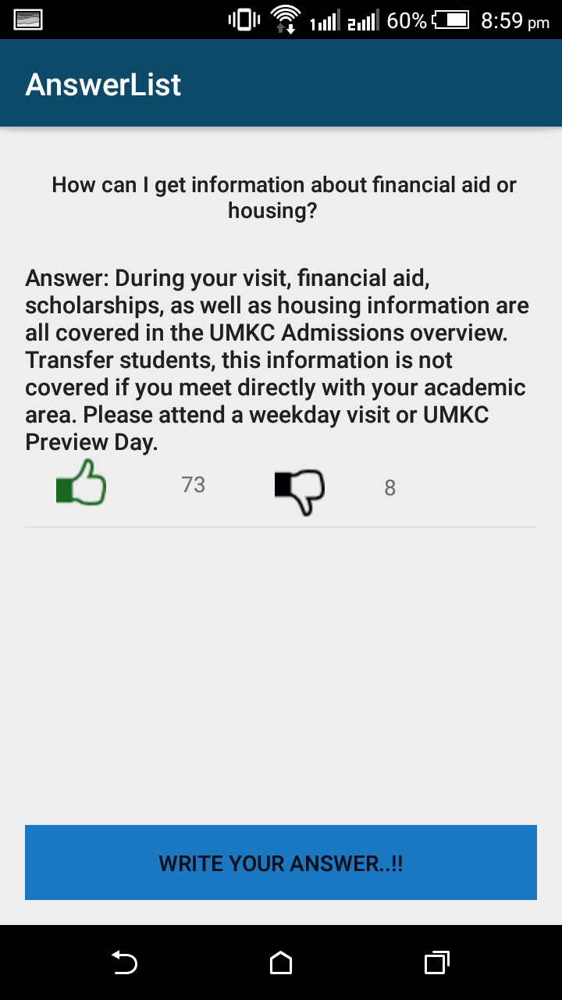 1 2 60% 8:59 pm
AnswerList
How can I get information about financial aid or
housing?
Answer: During your visit, financial aid,
scholarships, as well as housing information are
all covered in the UMKC Admissions overview.
Transfer students, this information is not
covered if you meet directly with your academic
area. Please attend a weekday visit or UMKC
Preview Day.
73 8
WRITE YOUR ANSWER..!!